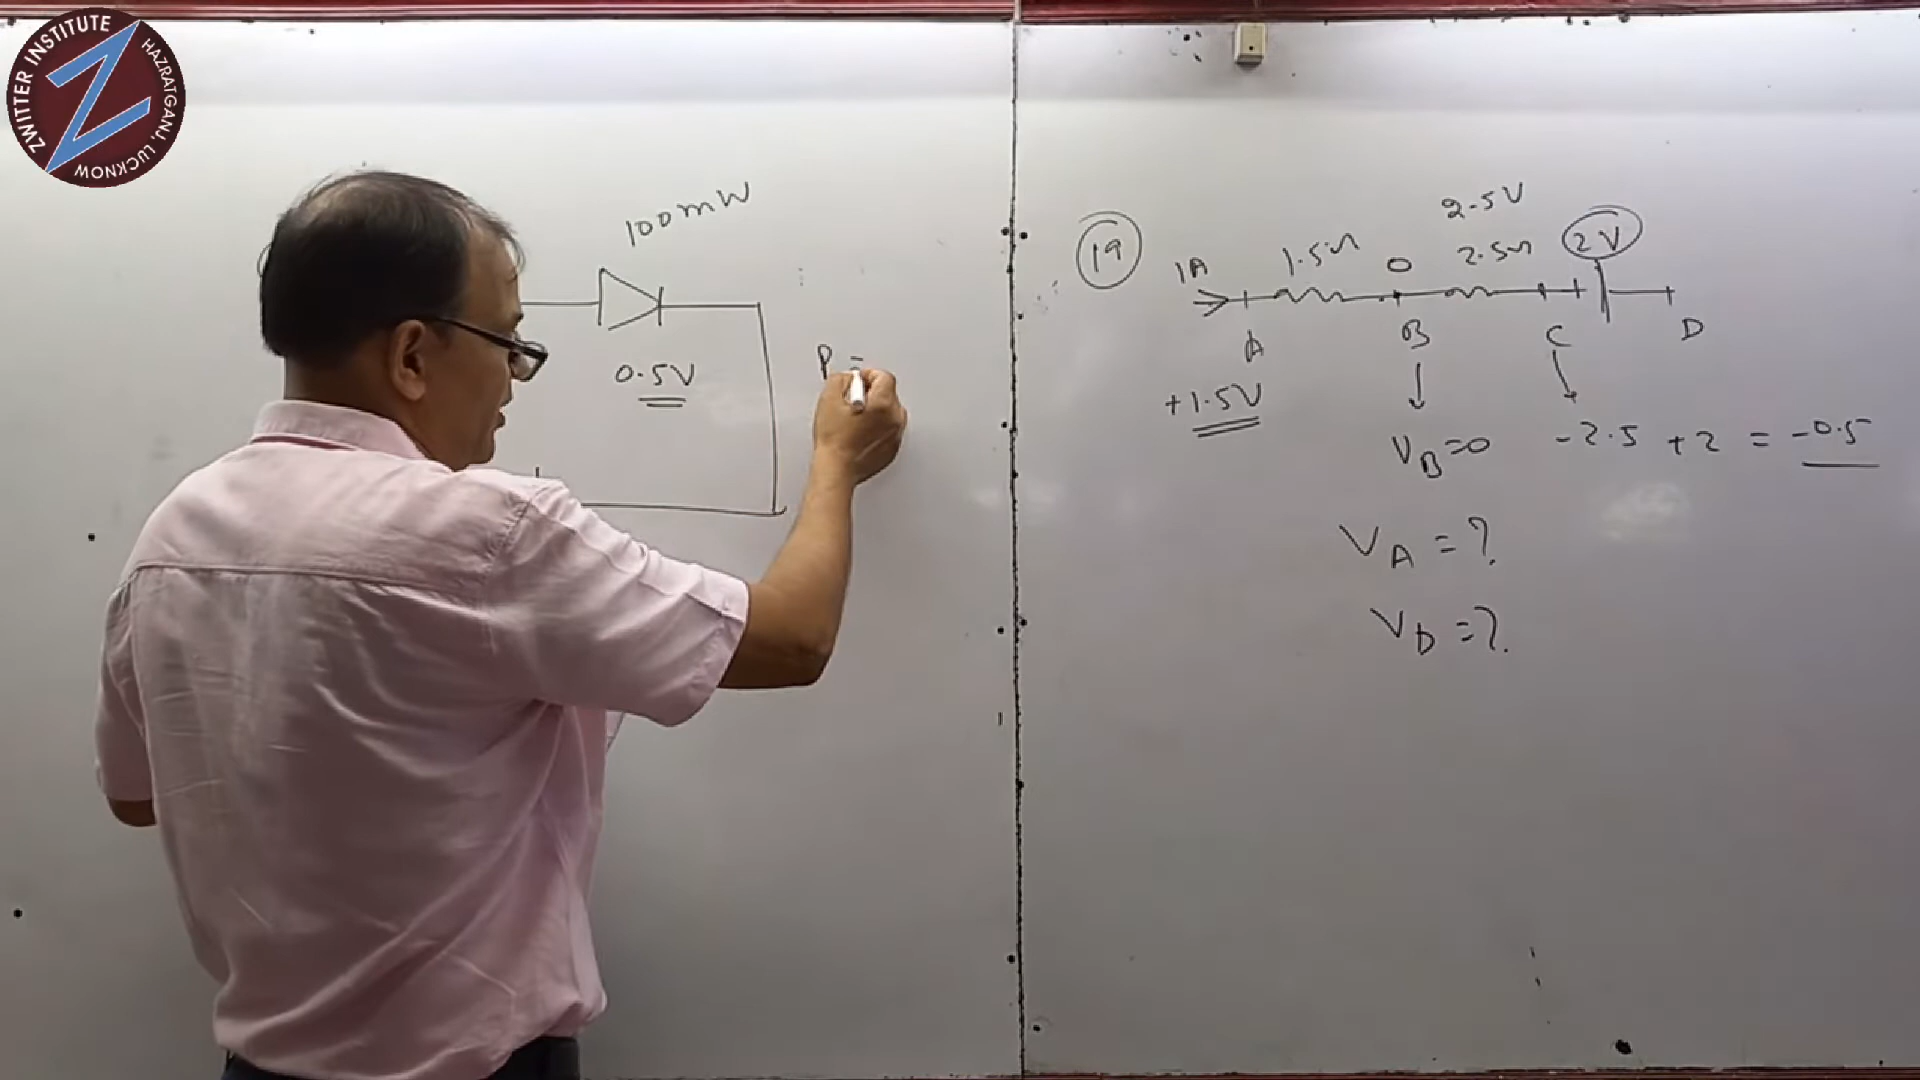 ZWITTER INSTITUTE
HAZRATGANJ, LUCKNOW
100mW
0.5V
P =
19
2.5V
1A
1.5Ω
0
2.5Ω
2V
A
B
C
D
+1.5V
VB=0
-2.5 +2 = -0.5
VA = ?
VD = ?